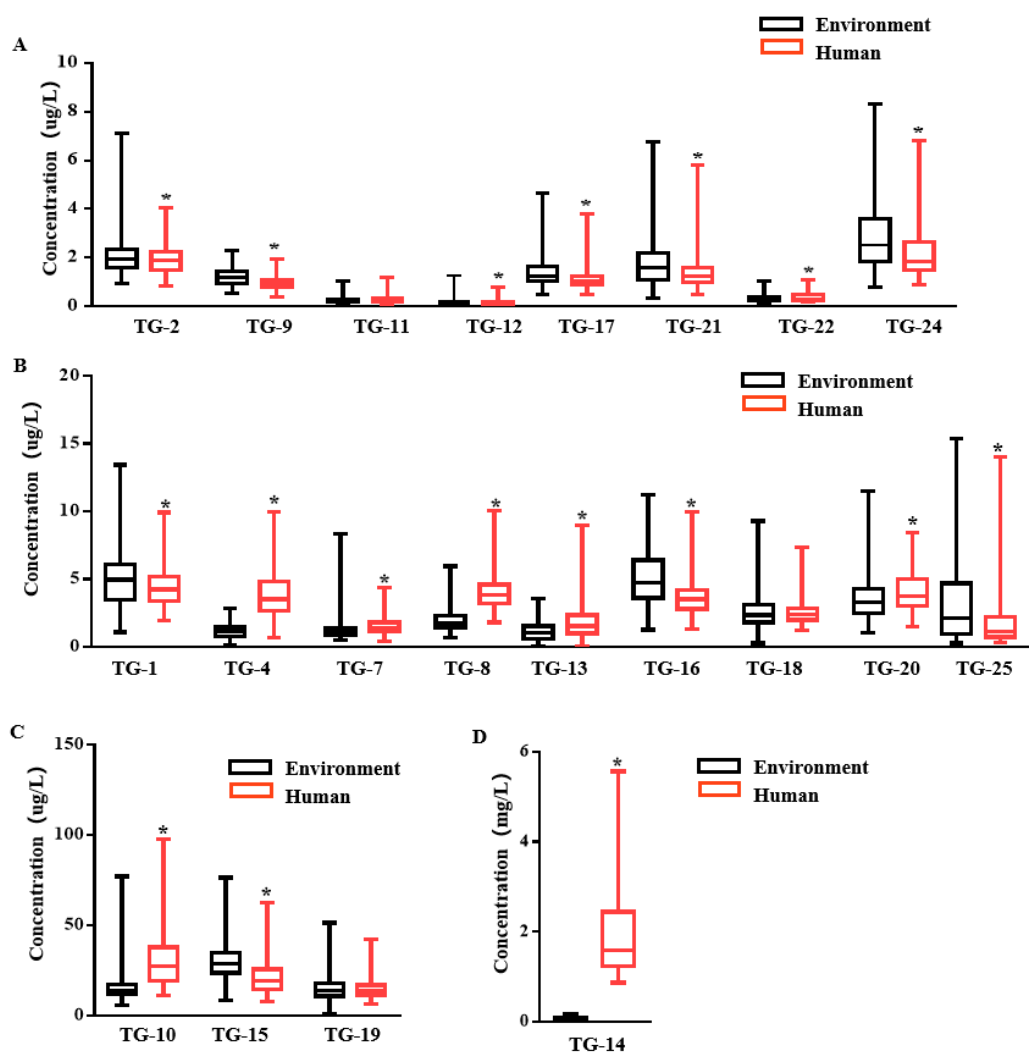 A
Environment
Human
Concentration (ug/L)
10
8
6
4
2
0
*
*
*
*
*
*
*
TG-2 TG-9 TG-11 TG-12 TG-17 TG-21 TG-22 TG-24
B
Environment
Human
Concentration (ug/L)
20
15
10
5
0
*
*
*
*
*
*
*
*
TG-1 TG-4 TG-7 TG-8 TG-13 TG-16 TG-18 TG-20 TG-25
C
Environment
Human
Concentration (ug/L)
150
100
50
0
*
*
TG-10 TG-15 TG-19
D
Environment
Human
Concentration (mg/L)
6
4
2
0
*
TG-14